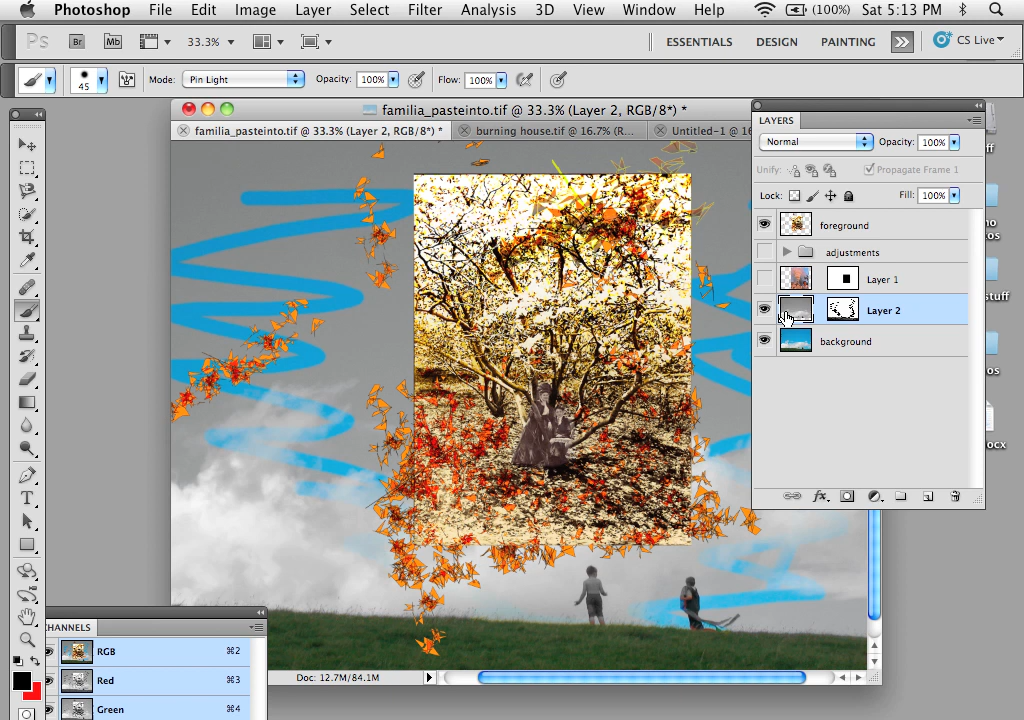 Photoshop File Edit Image Layer Select Filter Analysis 3D View Window Help (100%) Sat 5:13 PM
Ps Br Mb 33.3% ESSENTIALS DESIGN PAINTING CS Live
45 Mode: Pin Light Opacity: 100% Flow: 100%
familia_pasteinto.tif @ 33.3% (Layer 2, RGB/8*) *
familia_pasteinto.tif @ 33.3% (Layer 2, RGB/8*) * burning house.tif @ 16.7% (R... Untitled-1 @ 16
LAYERS
Normal Opacity: 100%
Unify: Propagate Frame 1
Lock: Fill: 100%
foreground
adjustments
Layer 1
Layer 2
background
fx
T
CHANNELS
RGB ⌘2
Red ⌘3
Green ⌘4
Doc: 12.7M/84.1M
stuff
ocx